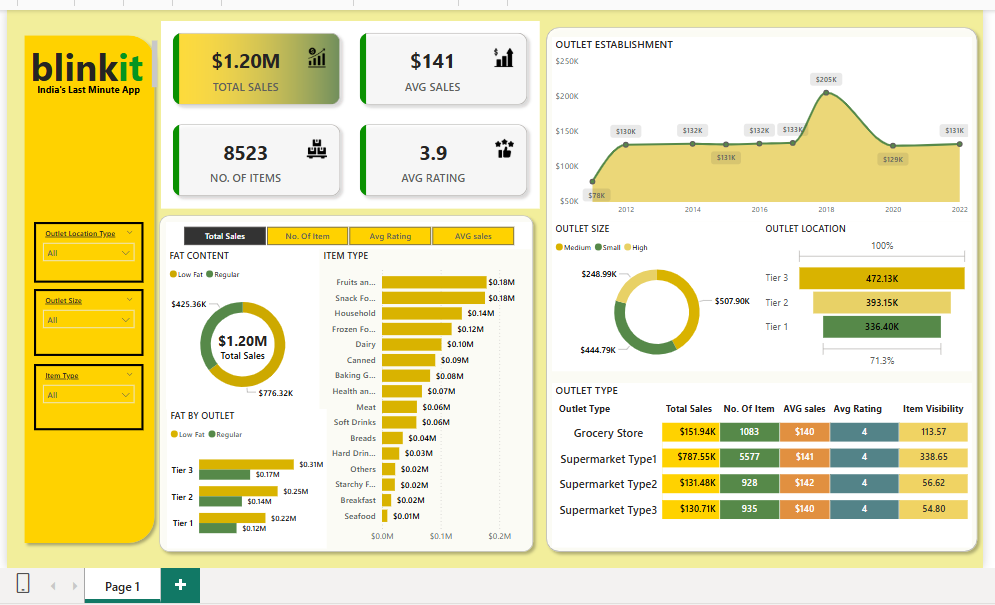 blinkit
India's Last Minute App
Outlet Location Type
All
Outlet Size
All
Item Type
All
$1.20M
TOTAL SALES
$141
AVG SALES
8523
NO. OF ITEMS
3.9
AVG RATING
Total Sales No. Of Item Avg Rating AVG sales
FAT CONTENT
Low Fat Regular
$425.36K
$1.20M
Total Sales
$776.32K
FAT BY OUTLET
Low Fat Regular
Tier 3 $0.31M
$0.17M
Tier 2 $0.25M
$0.14M
Tier 1 $0.22M
$0.12M
ITEM TYPE
Fruits an... $0.18M
Snack Fo... $0.18M
Household $0.14M
Frozen Fo... $0.12M
Dairy $0.10M
Canned $0.09M
Baking G... $0.08M
Health an... $0.07M
Meat $0.06M
Soft Drinks $0.06M
Breads $0.04M
Hard Drin... $0.03M
Others $0.02M
Starchy F... $0.02M
Breakfast $0.02M
Seafood $0.01M
$0.0M $0.1M $0.2M
OUTLET ESTABLISHMENT
$250K
$200K
$150K
$100K
$50K
$78K $130K $132K $131K $132K $133K $205K $129K $131K
2012 2014 2016 2018 2020 2022
OUTLET SIZE
Medium Small High
$248.99K
$507.90K
$444.79K
OUTLET LOCATION
100%
Tier 3 472.13K
Tier 2 393.15K
Tier 1 336.40K
71.3%
OUTLET TYPE
Outlet Type Total Sales No. Of Item AVG sales Avg Rating Item Visibility
Grocery Store $151.94K 1083 $140 4 113.57
Supermarket Type1 $787.55K 5577 $141 4 338.65
Supermarket Type2 $131.48K 928 $142 4 56.62
Supermarket Type3 $130.71K 935 $140 4 54.80
Page 1
+